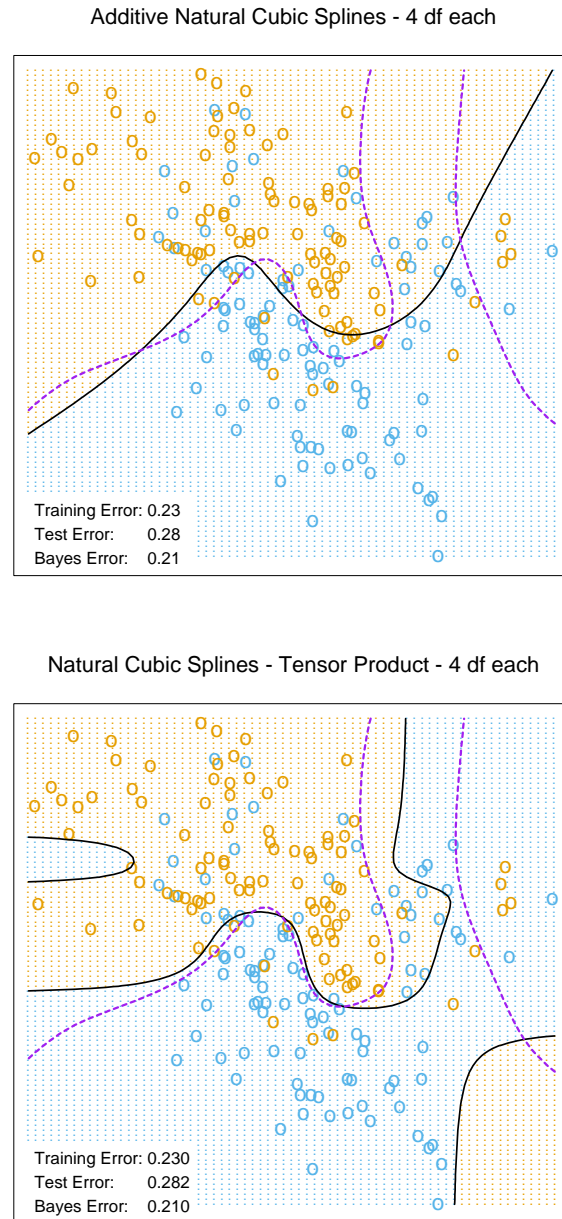 Additive Natural Cubic Splines - 4 df each
Training Error: 0.23
Test Error: 0.28
Bayes Error: 0.21
Natural Cubic Splines - Tensor Product - 4 df each
Training Error: 0.230
Test Error: 0.282
Bayes Error: 0.210